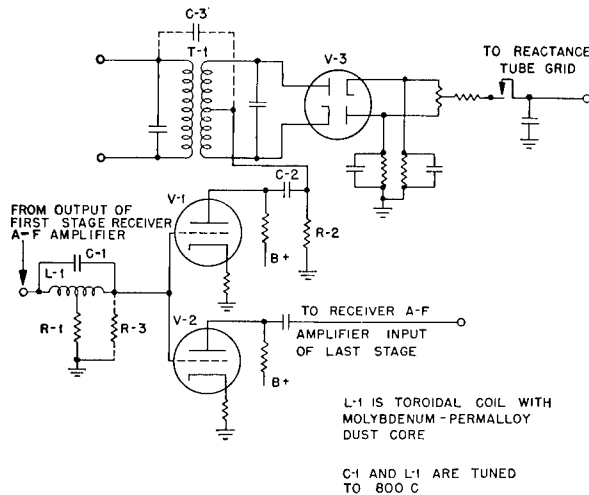 C-3
T-1
V-3
TO REACTANCE
TUBE GRID
C-2
V-1
R-2
B+
FROM OUTPUT OF
FIRST STAGE RECEIVER
A-F AMPLIFIER
C-1
L-1
R-1
R-3
V-2
TO RECEIVER A-F
AMPLIFIER INPUT
OF LAST STAGE
B+
L-1 IS TOROIDAL COIL WITH
MOLYBDENUM-PERMALLOY
DUST CORE
C-1 AND L-1 ARE TUNED
TO 800 C